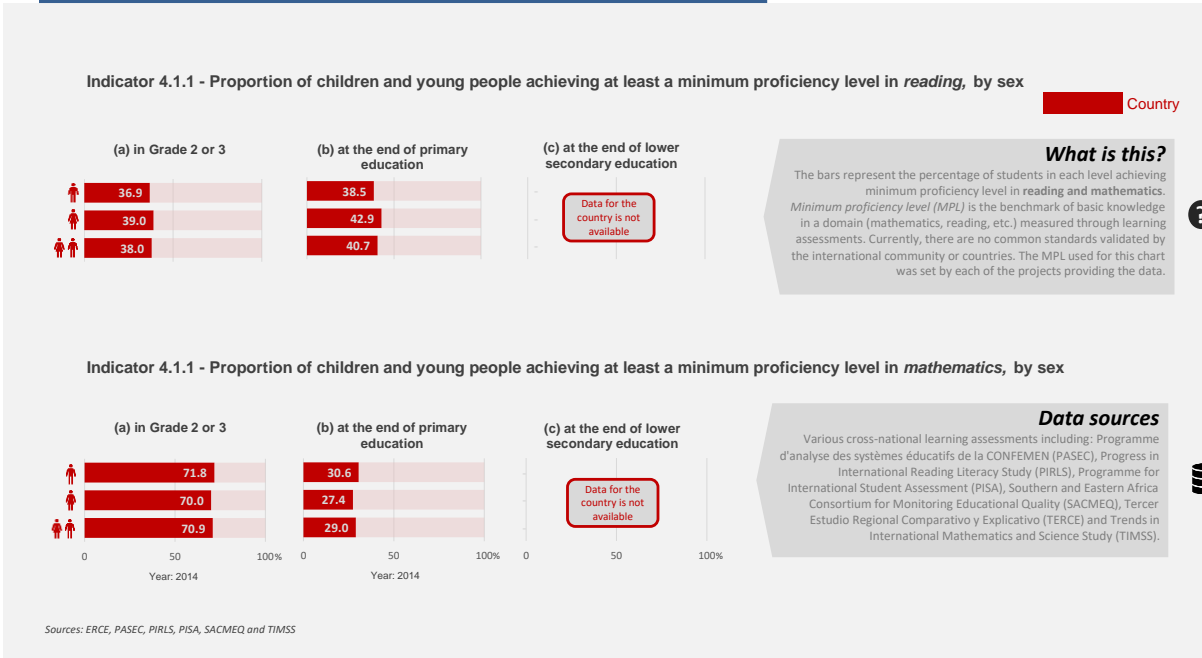 Indicator 4.1.1 - Proportion of children and young people achieving at least a minimum proficiency level in reading, by sex
Country
(a) in Grade 2 or 3
36.9
39.0
38.0
(b) at the end of primary
education
38.5
42.9
40.7
(c) at the end of lower
secondary education
Data for the
country is not
available
What is this?
The bars represent the percentage of students in each level achieving
minimum proficiency level in reading and mathematics.
Minimum proficiency level (MPL) is the benchmark of basic knowledge
in a domain (mathematics, reading, etc.) measured through learning
assessments. Currently, there are no common standards validated by
the international community or countries. The MPL used for this chart
was set by each of the projects providing the data.
?
Indicator 4.1.1 - Proportion of children and young people achieving at least a minimum proficiency level in mathematics, by sex
(a) in Grade 2 or 3
71.8
70.0
70.9
0 50 100%
Year: 2014
(b) at the end of primary
education
30.6
27.4
29.0
0 50 100%
Year: 2014
(c) at the end of lower
secondary education
Data for the
country is not
available
0 50 100%
Data sources
Various cross-national learning assessments including: Programme
d'analyse des systèmes éducatifs de la CONFEMEN (PASEC), Progress in
International Reading Literacy Study (PIRLS), Programme for
International Student Assessment (PISA), Southern and Eastern Africa
Consortium for Monitoring Educational Quality (SACMEQ), Tercer
Estudio Regional Comparativo y Explicativo (TERCE) and Trends in
International Mathematics and Science Study (TIMSS).
Sources: ERCE, PASEC, PIRLS, PISA, SACMEQ and TIMSS